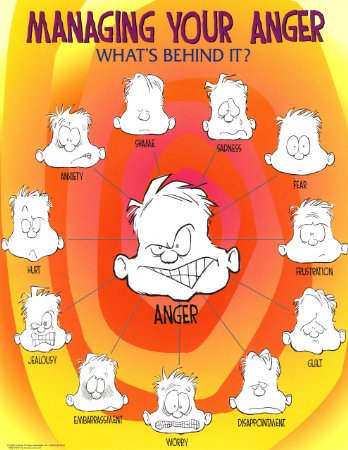 MANAGING YOUR ANGER
WHAT'S BEHIND IT?
SHAME
SADNESS
ANXIETY
FEAR
HURT
FRUSTRATION
ANGER
JEALOUSY
GUILT
EMBARRASSMENT
DISAPPOINTMENT
WORRY